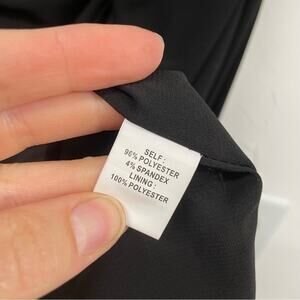 SELF :
96% POLYESTER
4% SPANDEX
LINING :
100% POLYESTER